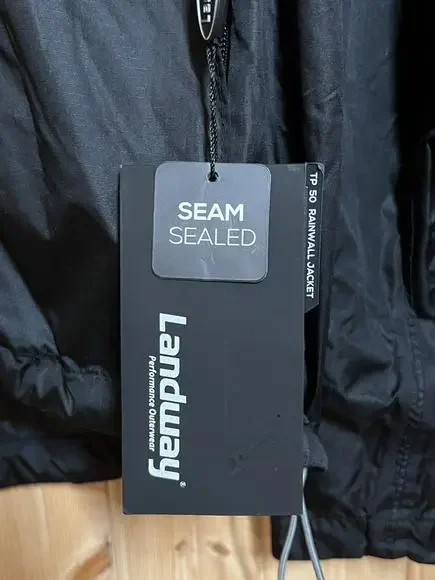 SEAM
SEALED
TP 50 RAINWALL JACKET
Landway®
Performance Outerwear